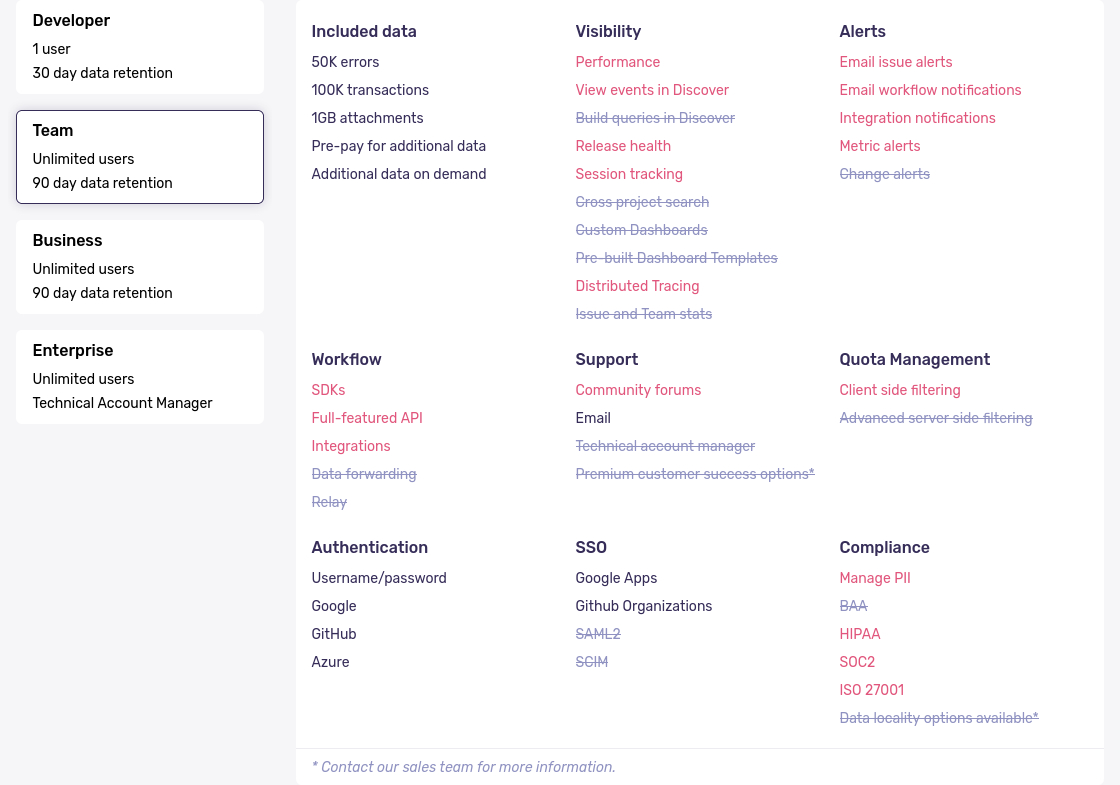 Developer
1 user
30 day data retention
Team
Unlimited users
90 day data retention
Business
Unlimited users
90 day data retention
Enterprise
Unlimited users
Technical Account Manager
Included data
50K errors
100K transactions
1GB attachments
Pre-pay for additional data
Additional data on demand
Visibility
Performance
View events in Discover
Build queries in Discover
Release health
Session tracking
Cross project search
Custom Dashboards
Pre-built Dashboard Templates
Distributed Tracing
Issue and Team stats
Alerts
Email issue alerts
Email workflow notifications
Integration notifications
Metric alerts
Change alerts
Workflow
SDKs
Full-featured API
Integrations
Data forwarding
Relay
Support
Community forums
Email
Technical account manager
Premium customer success options*
Quota Management
Client side filtering
Advanced server side filtering
Authentication
Username/password
Google
GitHub
Azure
SSO
Google Apps
Github Organizations
SAML2
SCIM
Compliance
Manage PII
BAA
HIPAA
SOC2
ISO 27001
Data locality options available*
* Contact our sales team for more information.